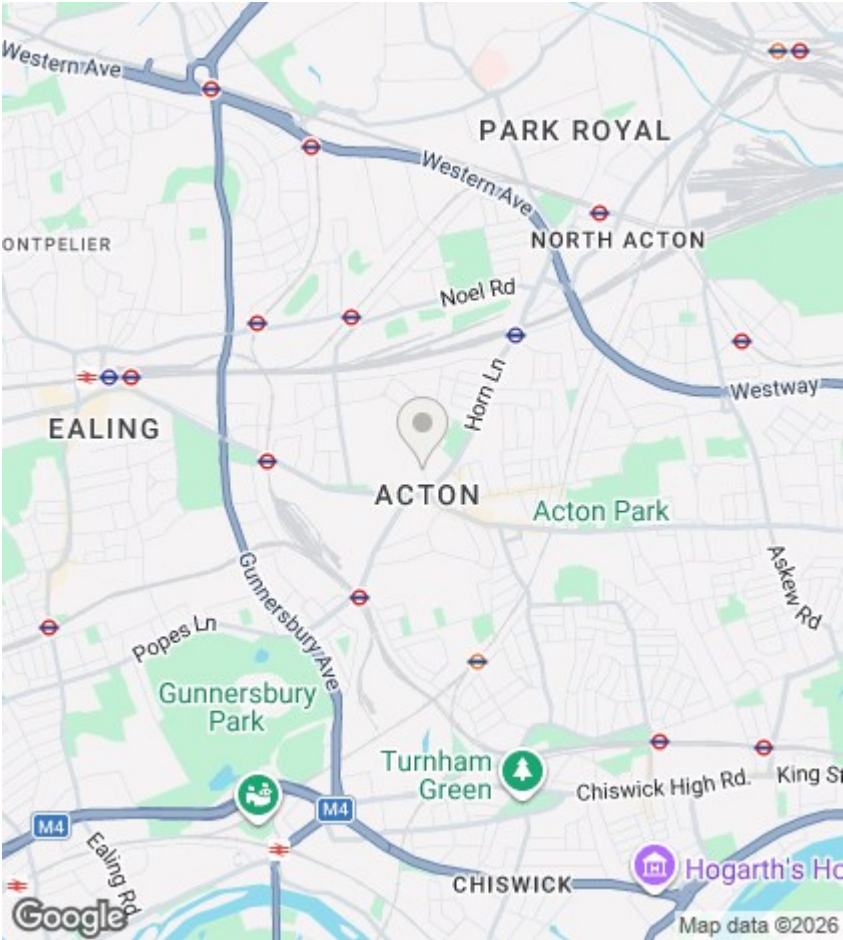 Western Ave
PARK ROYAL
Western Ave
ONTPELIER
NORTH ACTON
Noel Rd
Horn Ln
Westway
EALING
ACTON
Acton Park
Askew Rd
Gunnersbury Ave
Popes Ln
Gunnersbury
Park
Turnham
Green
Chiswick High Rd.
King St
M4
M4
Ealing Rd
CHISWICK
Hogarth's Ho
Google
Map data ©2026